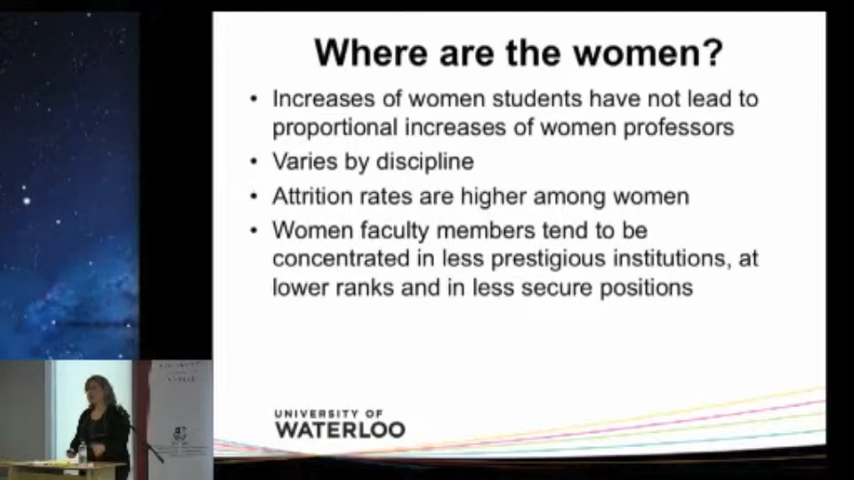 Where are the women?
• Increases of women students have not lead to
proportional increases of women professors
• Varies by discipline
• Attrition rates are higher among women
• Women faculty members tend to be
concentrated in less prestigious institutions, at
lower ranks and in less secure positions
UNIVERSITY OF
WATERLOO